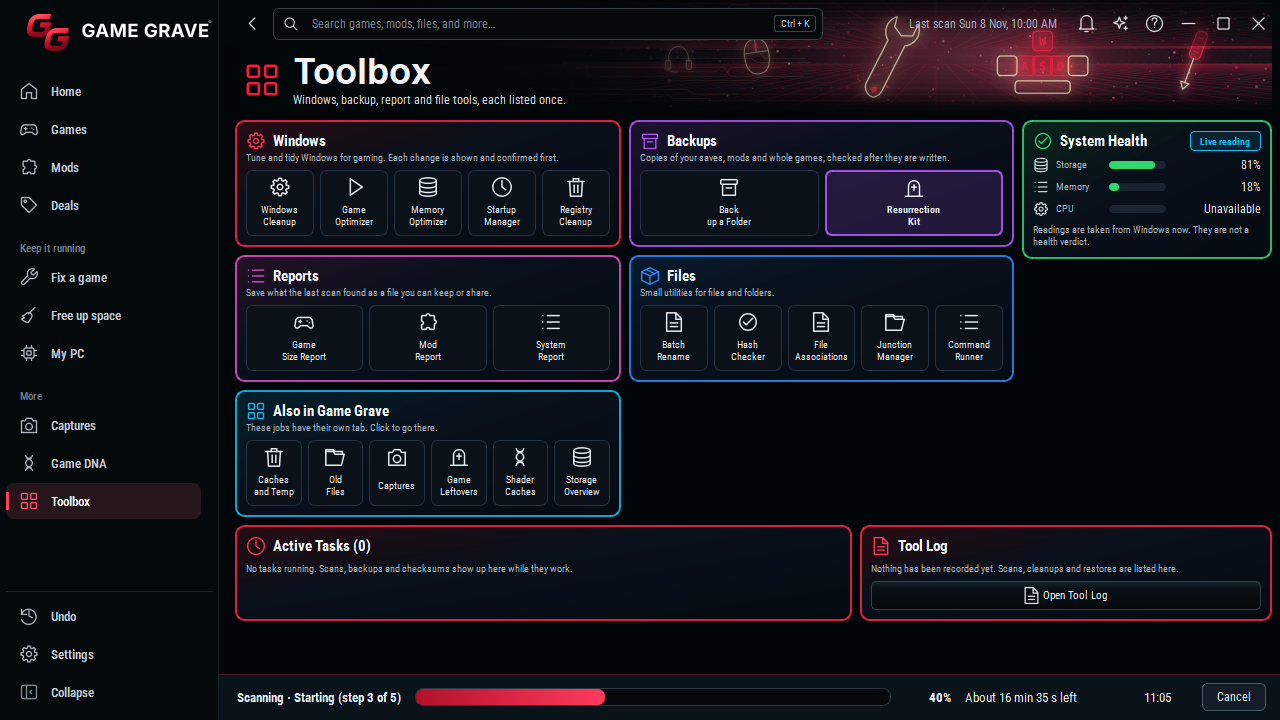 GG GAME GRAVE
Search games, mods, files, and more...
Ctrl + K
Last scan Sun 8 Nov, 10:00 AM
W
A S D
Toolbox
Windows, backup, report and file tools, each listed once.
Home
Games
Mods
Deals
Keep it running
Fix a game
Free up space
My PC
More
Captures
Game DNA
Toolbox
Undo
Settings
Collapse
Windows
Tune and tidy Windows for gaming. Each change is shown and confirmed first.
Windows
Cleanup
Game
Optimizer
Memory
Optimizer
Startup
Manager
Registry
Cleanup
Backups
Copies of your saves, mods and whole games, checked after they are written.
Back
up a Folder
Resurrection
Kit
System Health
Live reading
Storage 81%
Memory 18%
CPU Unavailable
Readings are taken from Windows now. They are not a
health verdict.
Reports
Save what the last scan found as a file you can keep or share.
Game
Size Report
Mod
Report
System
Report
Files
Small utilities for files and folders.
Batch
Rename
Hash
Checker
File
Associations
Junction
Manager
Command
Runner
Also in Game Grave
These jobs have their own tab. Click to go there.
Caches
and Temp
Old
Files
Captures
Game
Leftovers
Shader
Caches
Storage
Overview
Active Tasks (0)
No tasks running. Scans, backups and checksums show up here while they work.
Tool Log
Nothing has been recorded yet. Scans, cleanups and restores are listed here.
Open Tool Log
Scanning · Starting (step 3 of 5)
40% About 16 min 35 s left
11:05
Cancel